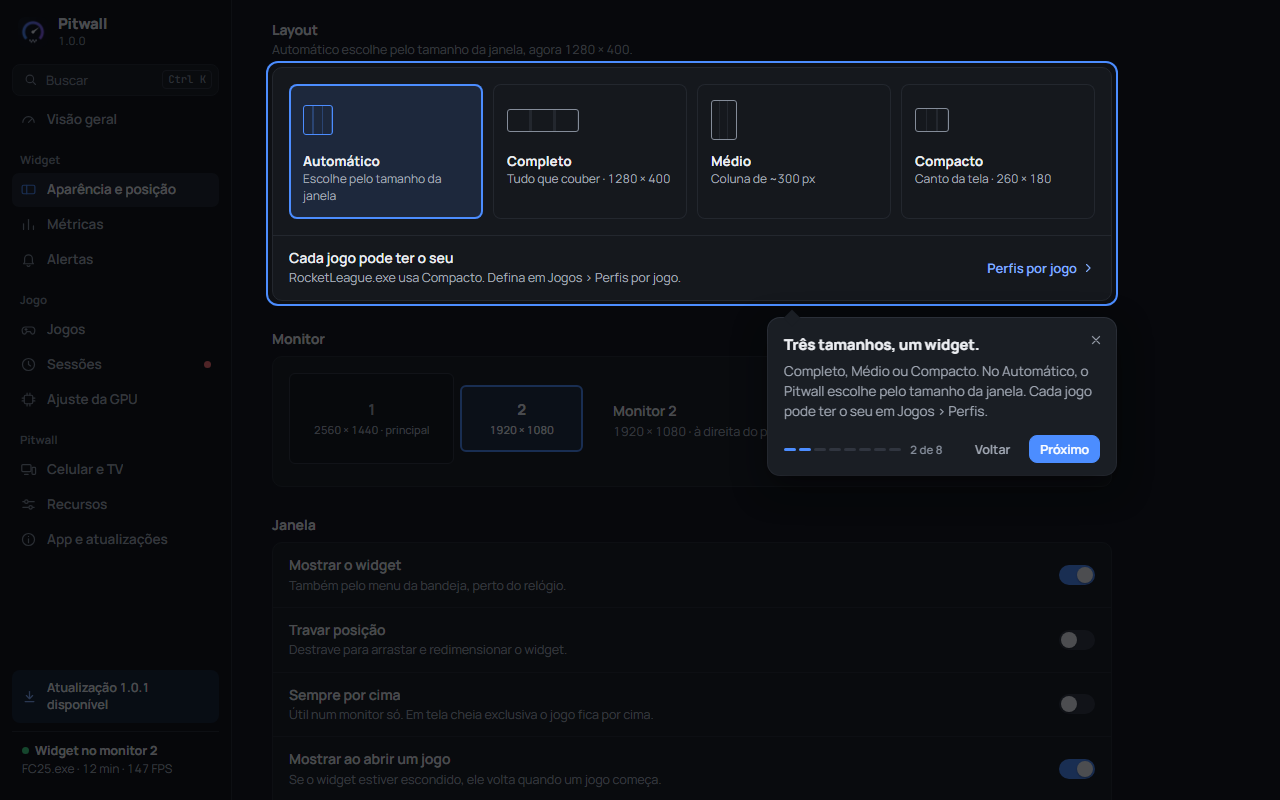 Pitwall
1.0.0
Buscar
Ctrl K
Visão geral
Widget
Aparência e posição
Métricas
Alertas
Jogo
Jogos
Sessões
Ajuste da GPU
Pitwall
Celular e TV
Recursos
App e atualizações
Atualização 1.0.1
disponível
Widget no monitor 2
FC25.exe · 12 min · 147 FPS
Layout
Automático escolhe pelo tamanho da janela, agora 1280 × 400.
Automático
Escolhe pelo tamanho da
janela
Completo
Tudo que couber · 1280 × 400
Médio
Coluna de ~300 px
Compacto
Canto da tela · 260 × 180
Cada jogo pode ter o seu
RocketLeague.exe usa Compacto. Defina em Jogos › Perfis por jogo.
Perfis por jogo
Monitor
1
2560 × 1440 · principal
2
1920 × 1080
Monitor 2
1920 × 1080 · à direita do p
Três tamanhos, um widget.
Completo, Médio ou Compacto. No Automático, o
Pitwall escolhe pelo tamanho da janela. Cada jogo
pode ter o seu em Jogos › Perfis.
2 de 8
Voltar
Próximo
Janela
Mostrar o widget
Também pelo menu da bandeja, perto do relógio.
Travar posição
Destrave para arrastar e redimensionar o widget.
Sempre por cima
Útil num monitor só. Em tela cheia exclusiva o jogo fica por cima.
Mostrar ao abrir um jogo
Se o widget estiver escondido, ele volta quando um jogo começa.